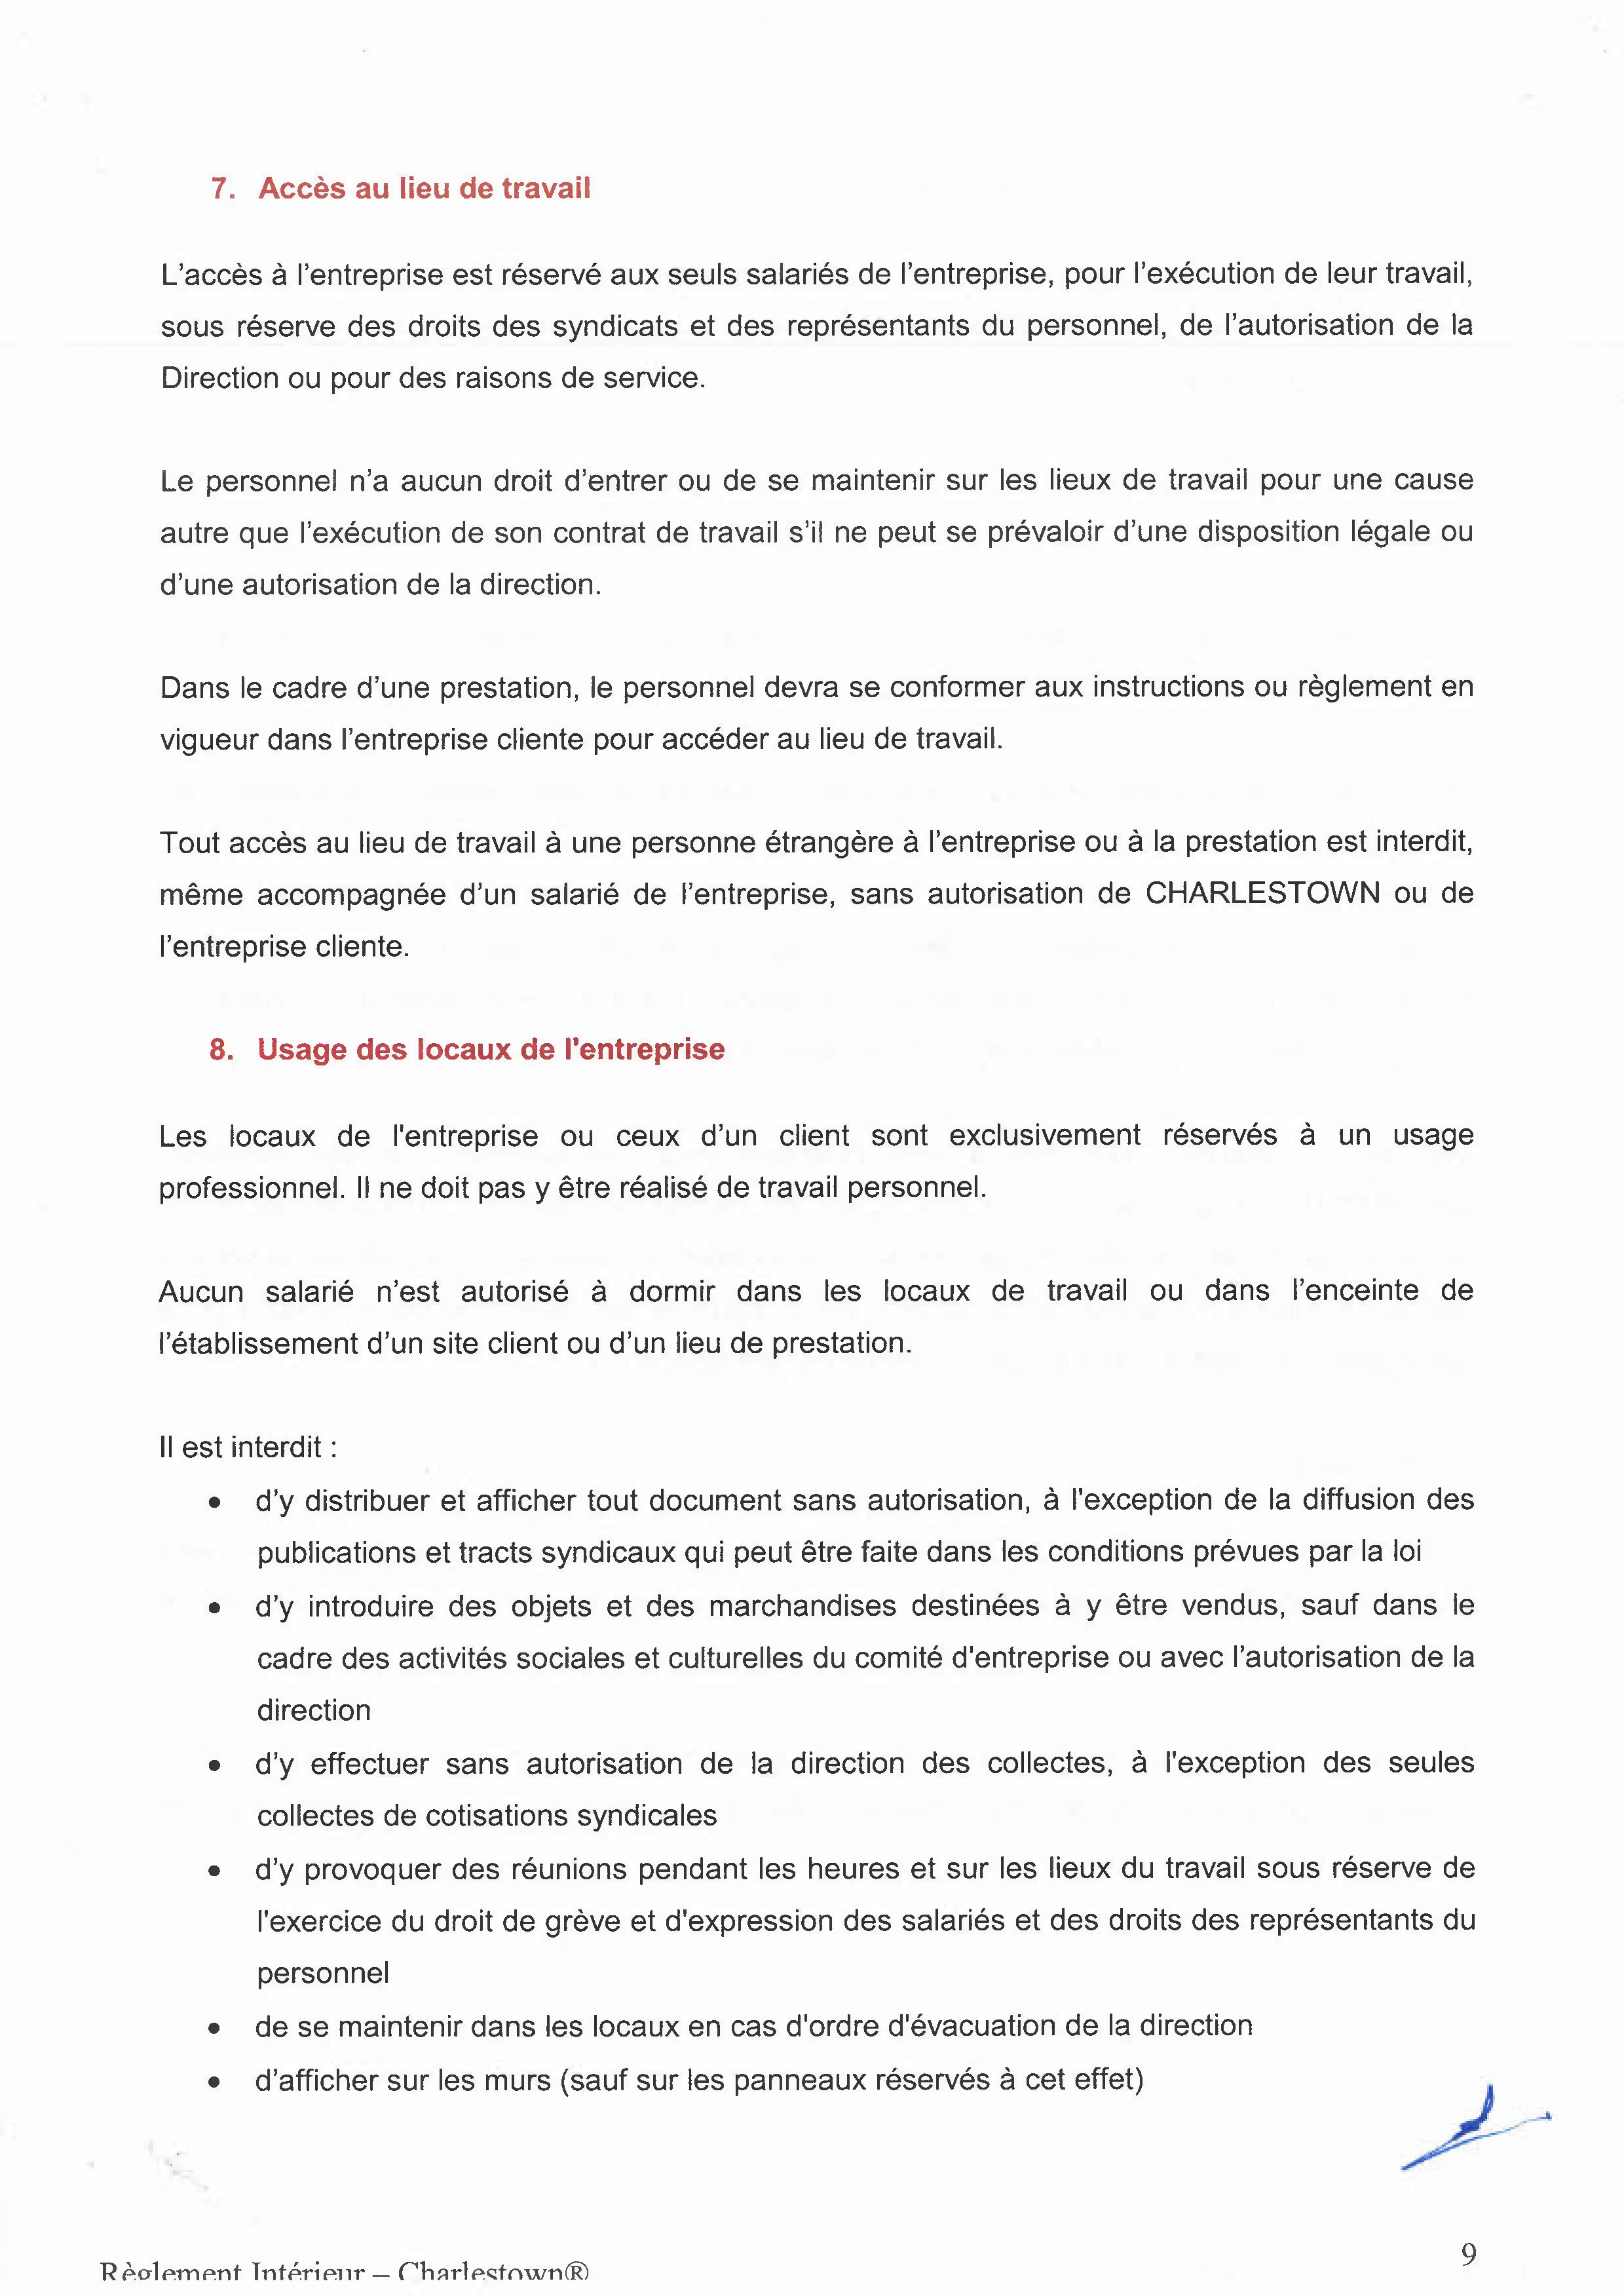 7. Accès au lieu de travail
L’accès à l’entreprise est réservé aux seuls salariés de l’entreprise, pour l’exécution de leur travail,
sous réserve des droits des syndicats et des représentants du personnel, de l’autorisation de la
Direction ou pour des raisons de service.
Le personnel n’a aucun droit d’entrer ou de se maintenir sur les lieux de travail pour une cause
autre que l’exécution de son contrat de travail s’il ne peut se prévaloir d’une disposition légale ou
d’une autorisation de la direction.
Dans le cadre d’une prestation, le personnel devra se conformer aux instructions ou règlement en
vigueur dans l’entreprise cliente pour accéder au lieu de travail.
Tout accès au lieu de travail à une personne étrangère à l’entreprise ou à la prestation est interdit,
même accompagnée d’un salarié de l’entreprise, sans autorisation de CHARLESTOWN ou de
l’entreprise cliente.
8. Usage des locaux de l'entreprise
Les locaux de l'entreprise ou ceux d’un client sont exclusivement réservés à un usage
professionnel. Il ne doit pas y être réalisé de travail personnel.
Aucun salarié n’est autorisé à dormir dans les locaux de travail ou dans l’enceinte de
l’établissement d’un site client ou d’un lieu de prestation.
Il est interdit :
• d’y distribuer et afficher tout document sans autorisation, à l'exception de la diffusion des
publications et tracts syndicaux qui peut être faite dans les conditions prévues par la loi
• d’y introduire des objets et des marchandises destinées à y être vendus, sauf dans le
cadre des activités sociales et culturelles du comité d'entreprise ou avec l’autorisation de la
direction
• d’y effectuer sans autorisation de la direction des collectes, à l'exception des seules
collectes de cotisations syndicales
• d’y provoquer des réunions pendant les heures et sur les lieux du travail sous réserve de
l'exercice du droit de grève et d'expression des salariés et des droits des représentants du
personnel
• de se maintenir dans les locaux en cas d'ordre d'évacuation de la direction
• d’afficher sur les murs (sauf sur les panneaux réservés à cet effet)
9
Règlement Intérieur – Charlestown®